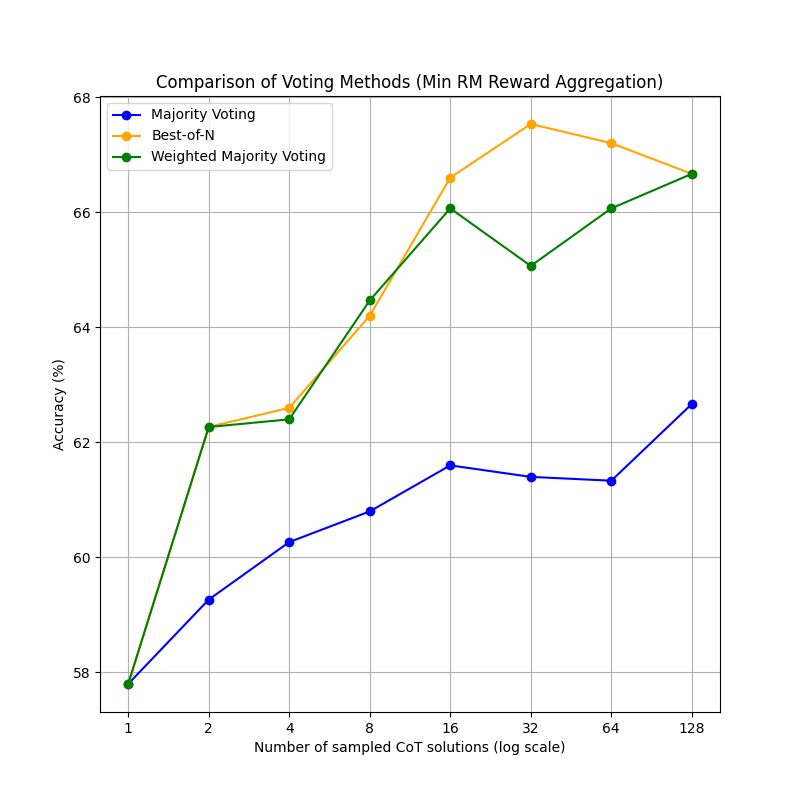 Comparison of Voting Methods (Min RM Reward Aggregation)
Majority Voting
Best-of-N
Weighted Majority Voting
68
66
64
62
60
58
Accuracy (%)
1 2 4 8 16 32 64 128
Number of sampled CoT solutions (log scale)